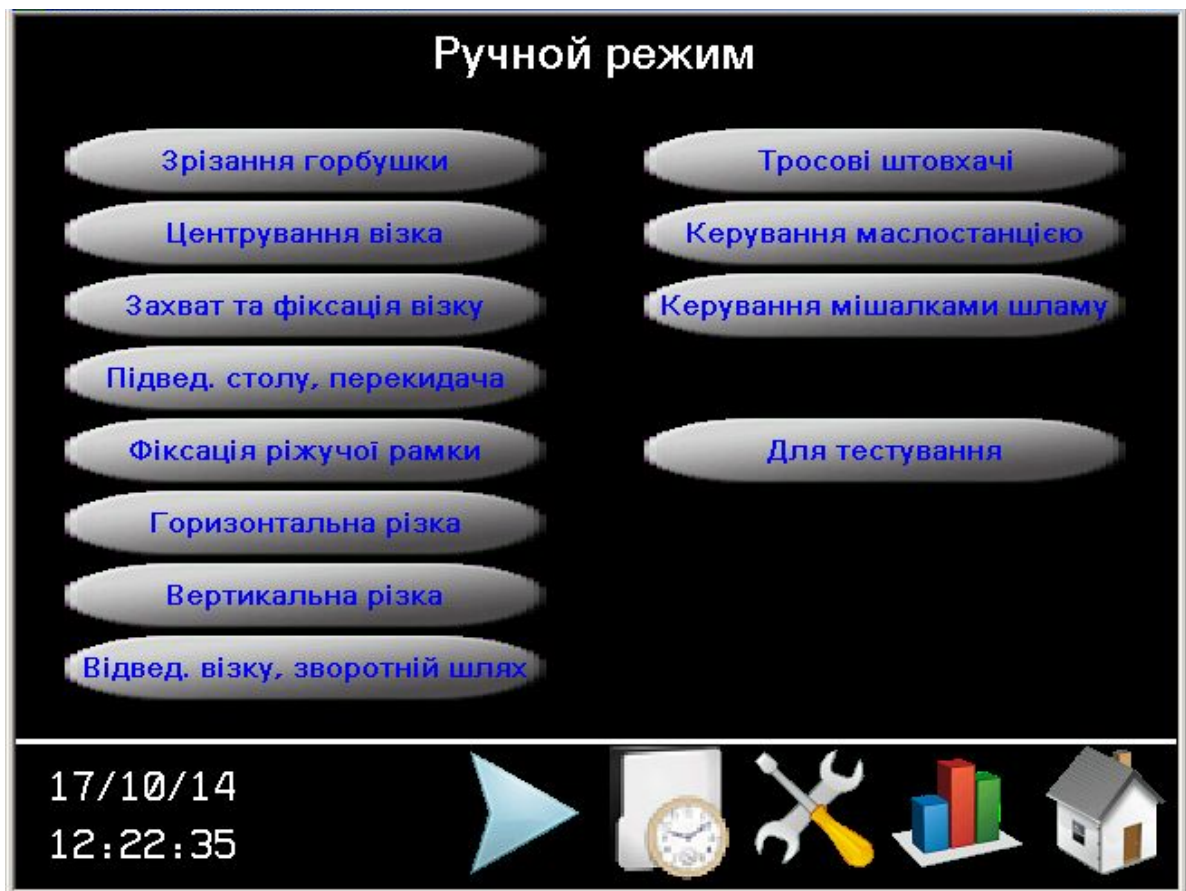 Ручной режим
Зрізання горбушки
Центрування візка
Захват та фіксація візку
Підвед. столу, перекидача
Фіксація ріжучої рамки
Горизонтальна різка
Вертикальна різка
Відвед. візку, зворотній шлях
Тросові штовхачі
Керування маслостанцією
Керування мішалками шламу
Для тестування
17/10/14
12:22:35